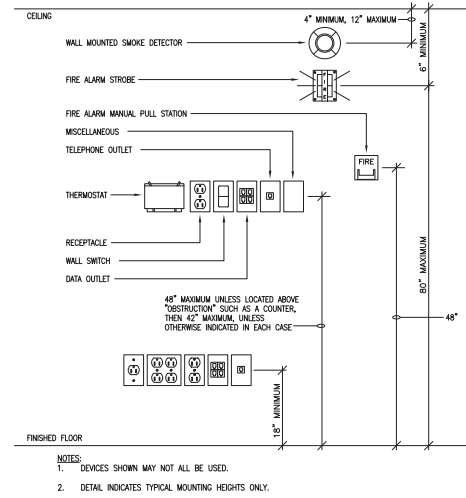 CEILING
4" MINIMUM, 12" MAXIMUM
WALL MOUNTED SMOKE DETECTOR
6" MINIMUM
FIRE ALARM STROBE
FIRE
FIRE ALARM MANUAL PULL STATION
MISCELLANEOUS
TELEPHONE OUTLET
FIRE
THERMOSTAT
RECEPTACLE
WALL SWITCH
DATA OUTLET
80" MAXIMUM
48" MAXIMUM UNLESS LOCATED ABOVE
"OBSTRUCTION" SUCH AS A COUNTER,
THEN 42" MAXIMUM, UNLESS
OTHERWISE INDICATED IN EACH CASE
48"
18" MINIMUM
FINISHED FLOOR
NOTES:
1. DEVICES SHOWN MAY NOT ALL BE USED.
2. DETAIL INDICATES TYPICAL MOUNTING HEIGHTS ONLY.